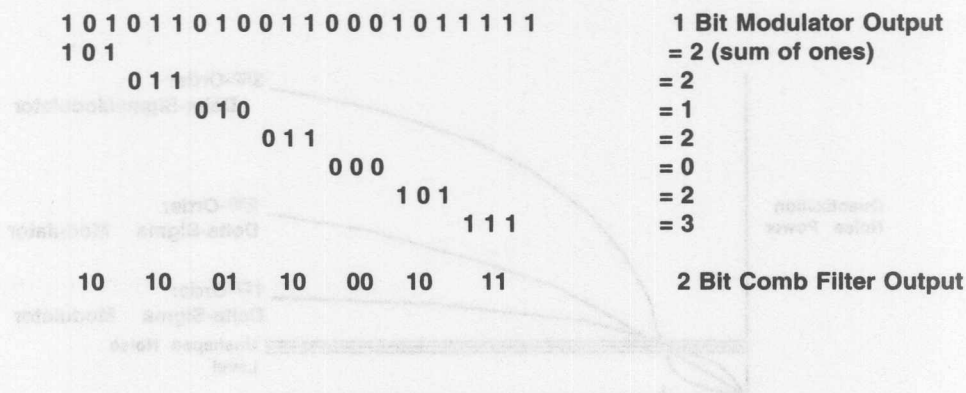 1 0 1 0 1 1 0 1 0 0 1 1 0 0 0 1 0 1 1 1 1 1 1 Bit Modulator Output
1 0 1 = 2 (sum of ones)
0 1 1 = 2
0 1 0 = 1
0 1 1 = 2
0 0 0 = 0
1 0 1 = 2
1 1 1 = 3
10 10 01 10 00 10 11 2 Bit Comb Filter Output